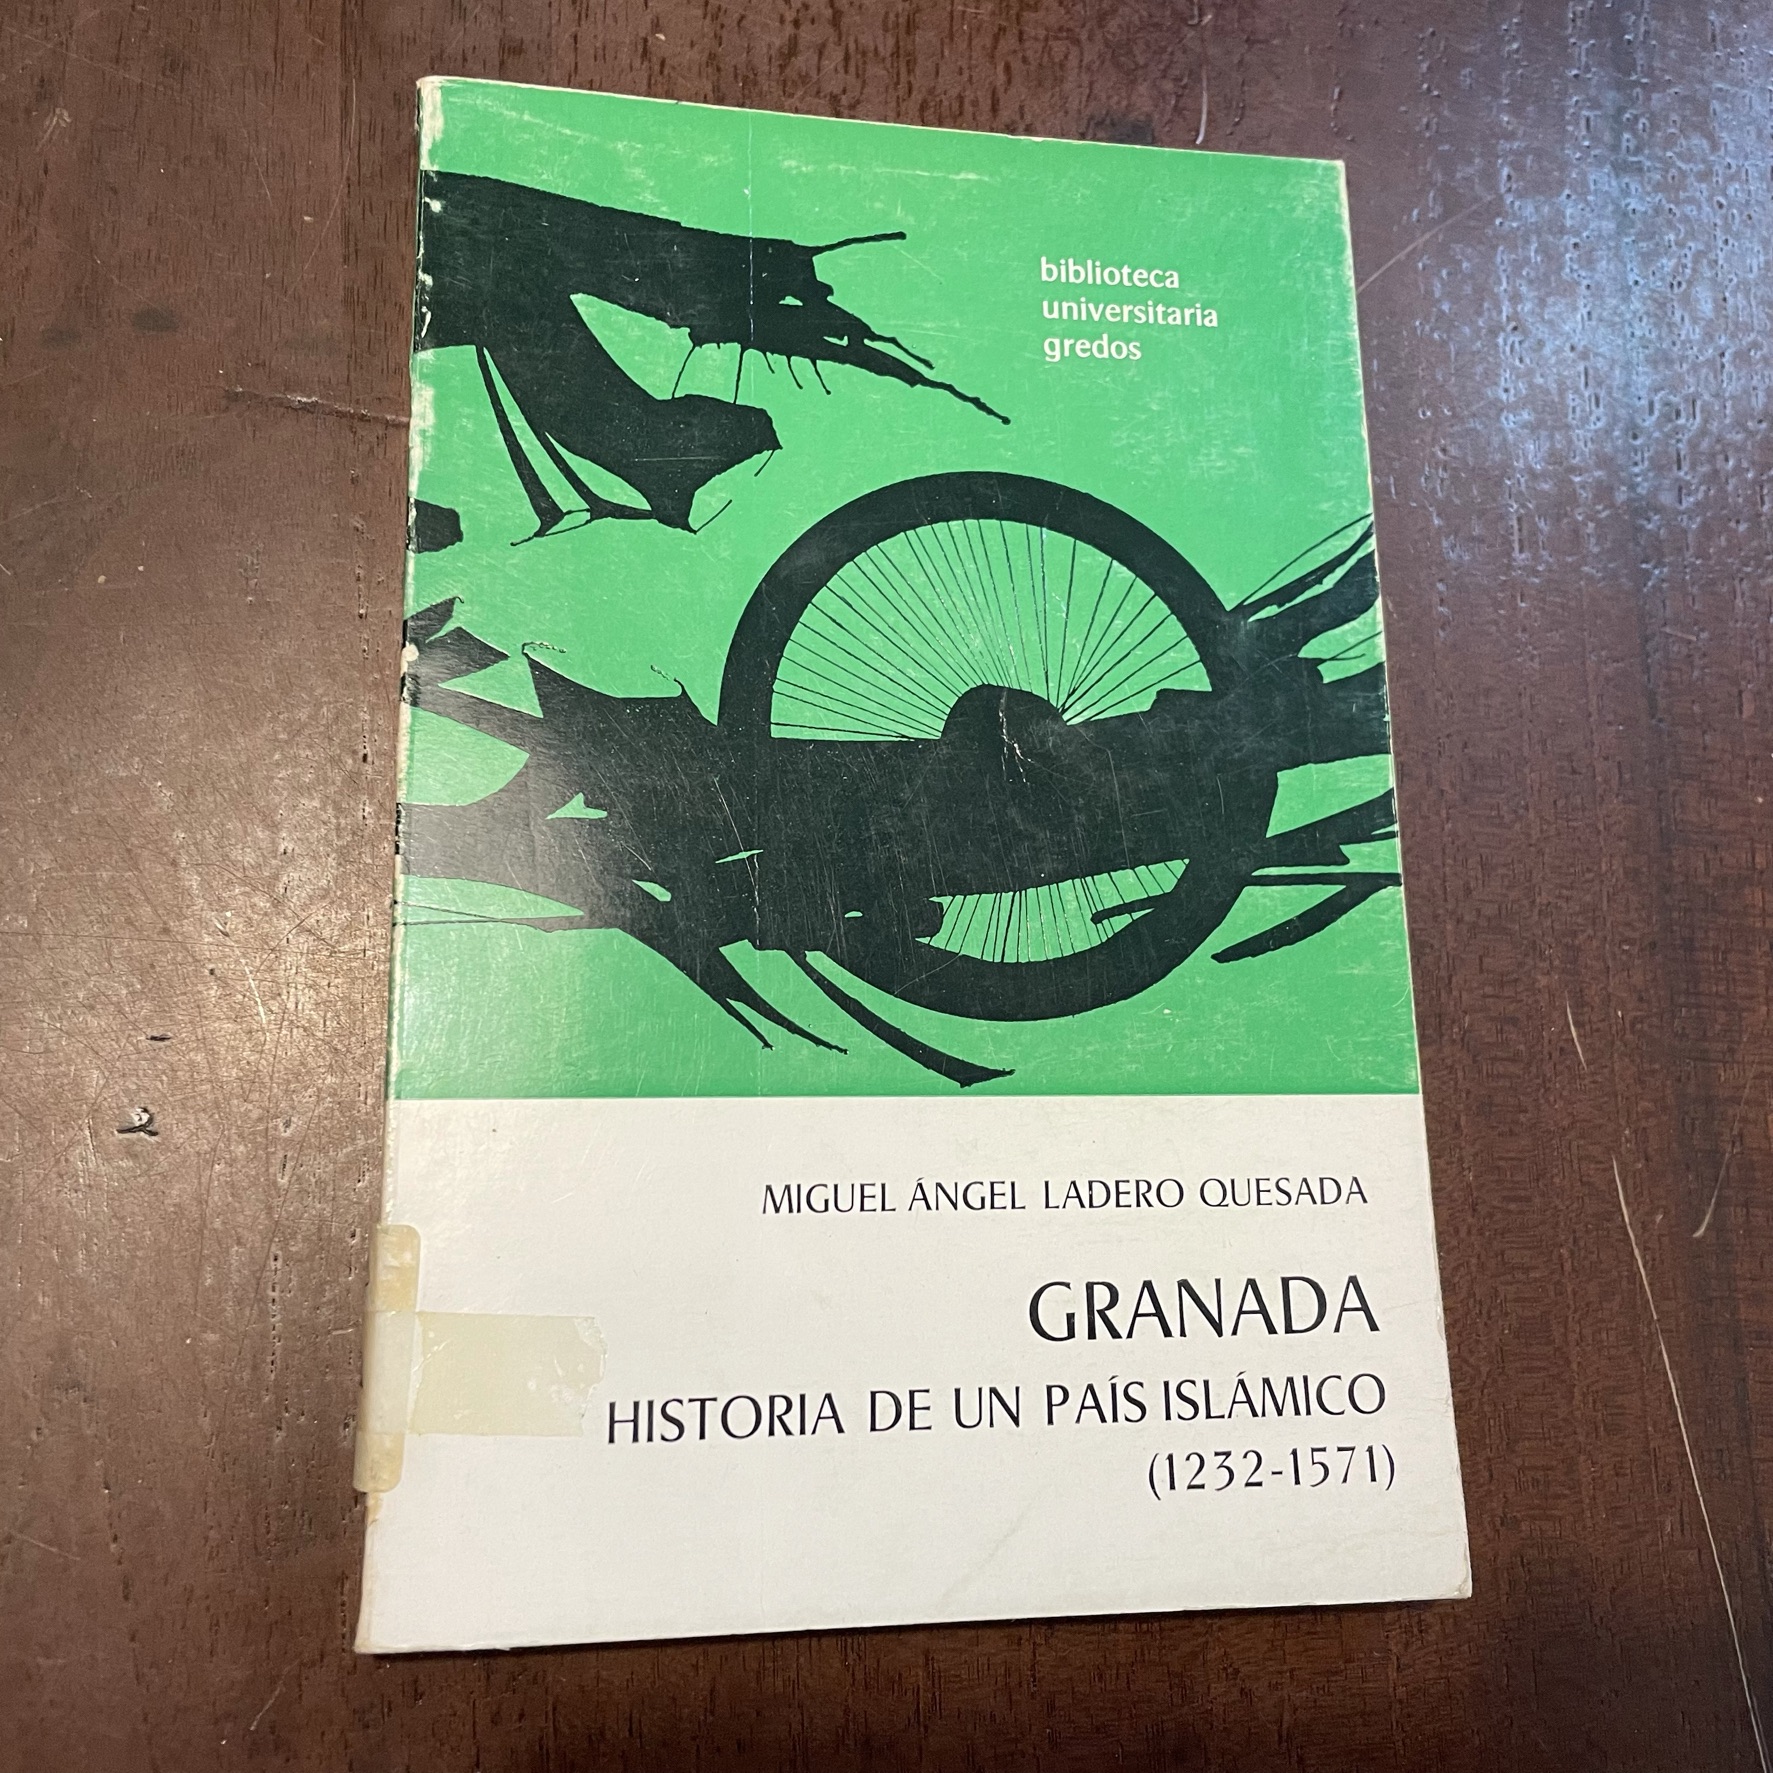 biblioteca
universitaria
gredos
MIGUEL ÁNGEL LADERO QUESADA
GRANADA
HISTORIA DE UN PAÍS ISLÁMICO
(1232-1571)